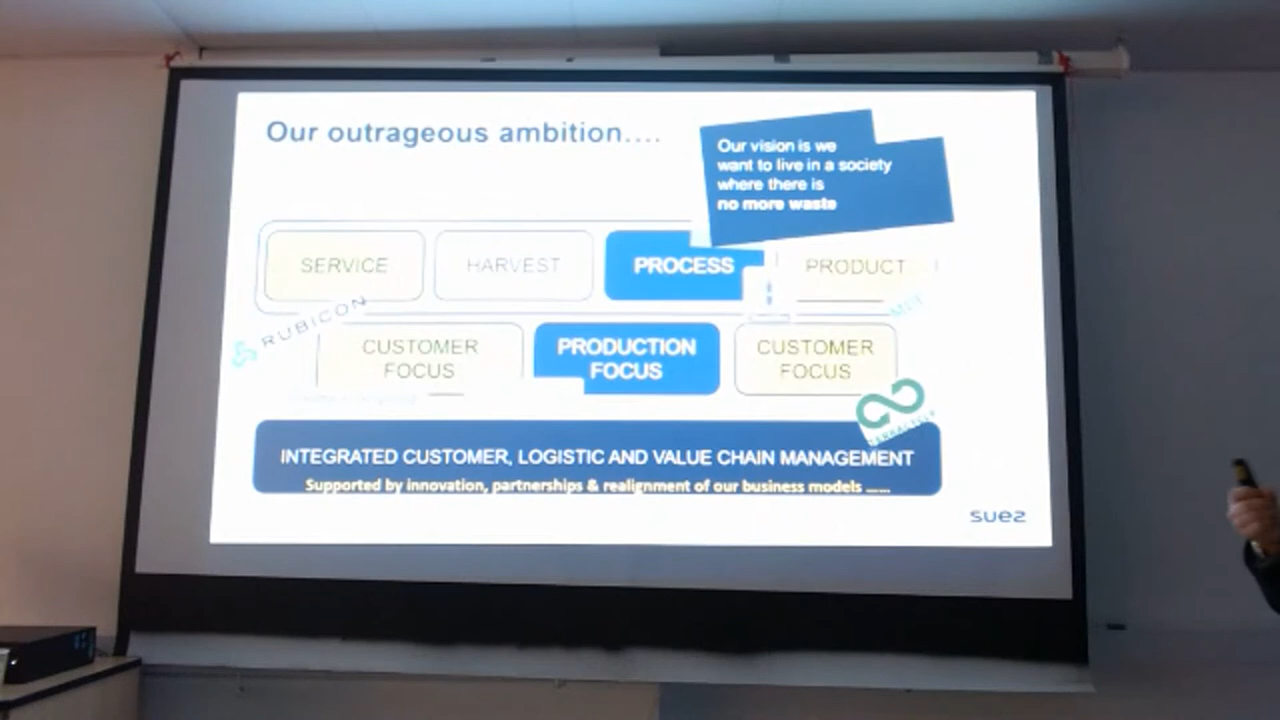 Our outrageous ambition....
Our vision is we
want to live in a society
where there is
no more waste
SERVICE
HARVEST
PROCESS
PRODUCT
RUBICON
CUSTOMER
FOCUS
PRODUCTION
FOCUS
CUSTOMER
FOCUS
TERRACYCLE
INTEGRATED CUSTOMER, LOGISTIC AND VALUE CHAIN MANAGEMENT
Supported by innovation, partnerships & realignment of our business models ......
suez